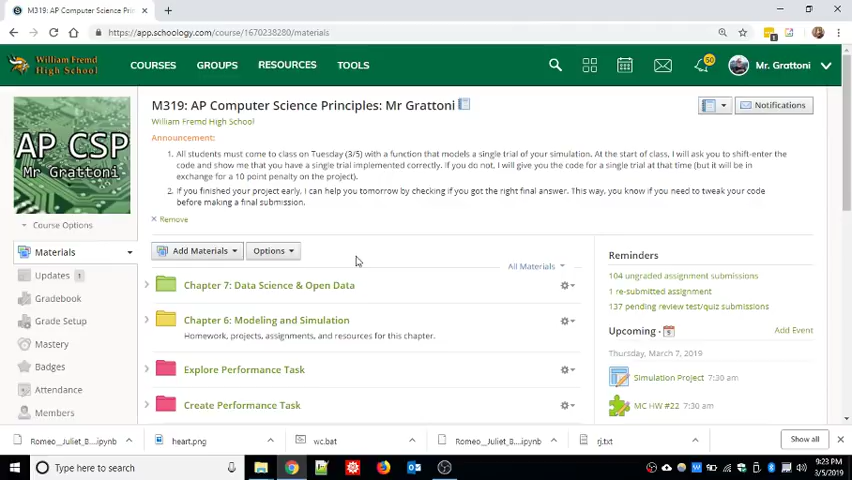 M319: AP Computer Science Prin
https://app.schoology.com/course/1670238280/materials
William Fremd
High School
COURSES
GROUPS
RESOURCES
TOOLS
50
Mr. Grattoni
AP CSP
Mr Grattoni
Course Options
Materials
Updates 1
Gradebook
Grade Setup
Mastery
Badges
Attendance
Members
M319: AP Computer Science Principles: Mr Grattoni
Notifications
William Fremd High School
Announcement:
1. All students must come to class on Tuesday (3/5) with a function that models a single trial of your simulation. At the start of class, I will ask you to shift-enter the
code and show me that you have a single trial implemented correctly. If you do not, I will give you the code for a single trial at that time (but it will be in
exchange for a 10 point penalty on the project).
2. If you finished your project early, I can help you tomorrow by checking if you got the right final answer. This way, you know if you need to tweak your code
before making a final submission.
× Remove
Add Materials
Options
All Materials
Chapter 7: Data Science & Open Data
Chapter 6: Modeling and Simulation
Homework, projects, assignments, and resources for this chapter.
Explore Performance Task
Create Performance Task
Reminders
104 ungraded assignment submissions
1 re-submitted assignment
137 pending review test/quiz submissions
Upcoming · 
Add Event
Thursday, March 7, 2019
Simulation Project 7:30 am
MC HW #22 7:30 am
Romeo_Juliet_B....ipynb
heart.png
wc.bat
Romeo_Juliet_B....ipynb
rj.txt
Show all
Type here to search
9:23 PM
3/5/2019